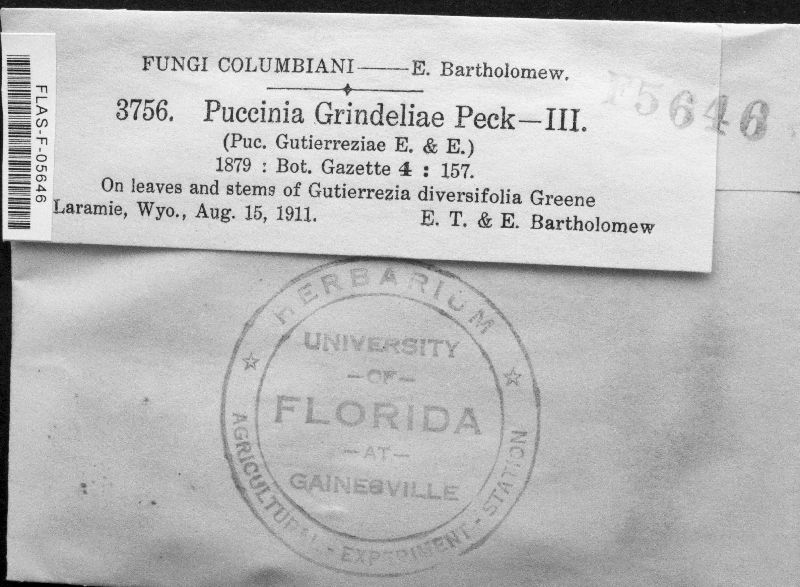 FUNGI COLUMBIANI——E. Bartholomew.
3756. Puccinia Grindeliae Peck—III.
(Puc. Gutierreziae E. & E.)
1879 : Bot. Gazette 4 : 157.
On leaves and stems of Gutierrezia diversifolia Greene
Laramie, Wyo., Aug. 15, 1911. E. T. & E. Bartholomew
FLAS-F-05646
F5646
HERBARIUM
UNIVERSITY
—OF—
FLORIDA
—AT—
GAINESVILLE
AGRICULTURAL - EXPERIMENT - STATION